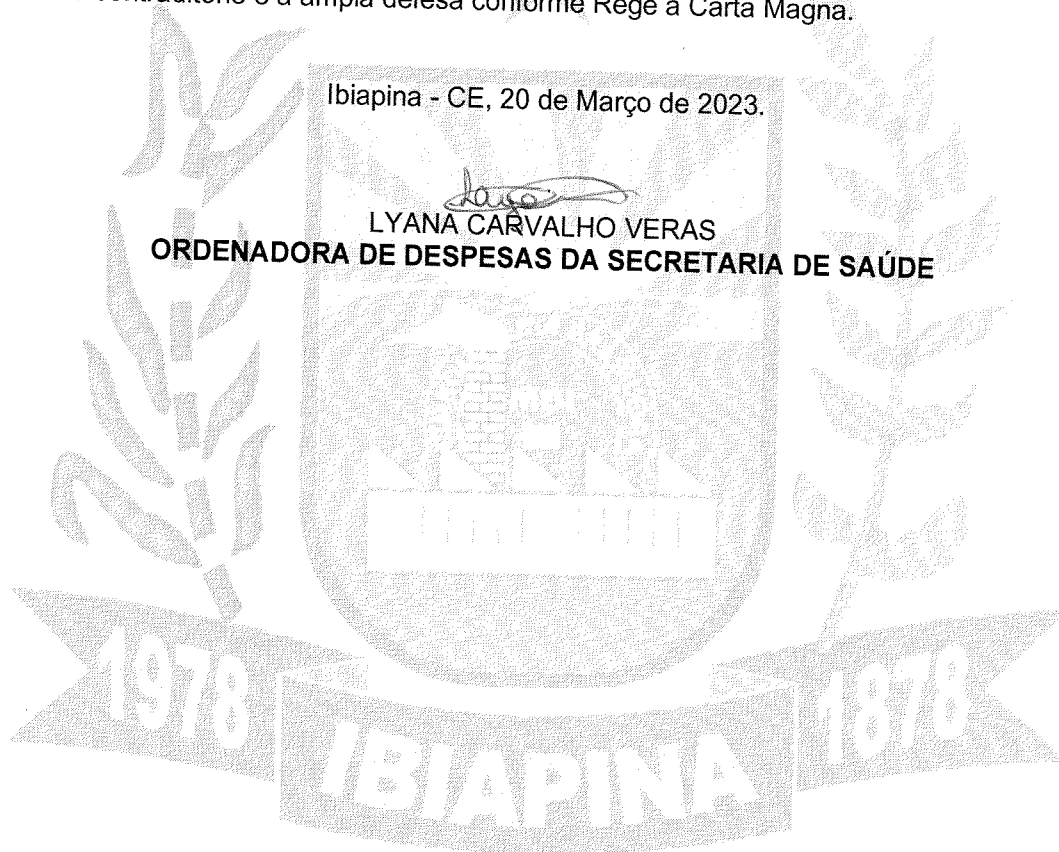 contraditório e a ampla defesa conforme Rege a Carta Magna.
Ibiapina - CE, 20 de Março de 2023.
LYANA CARVALHO VERAS
ORDENADORA DE DESPESAS DA SECRETARIA DE SAÚDE
1978
IBIAPINA
1878